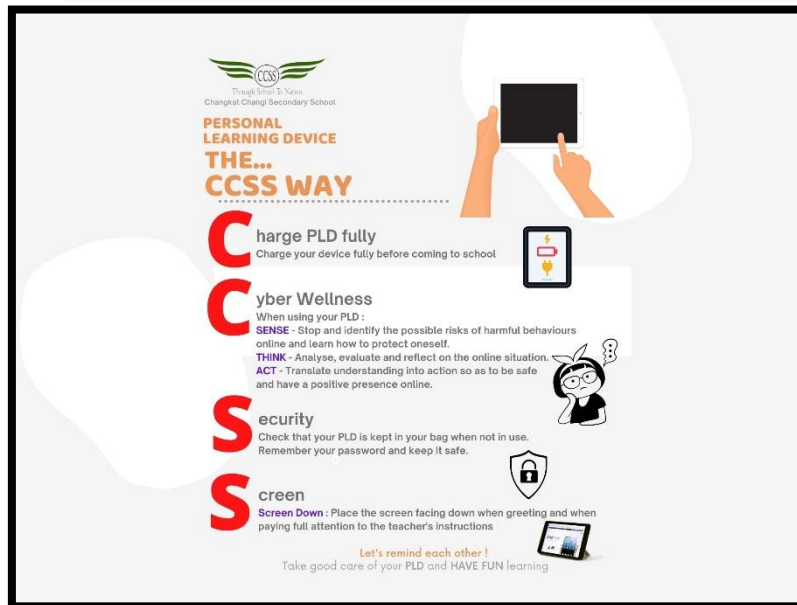 CCSS
Through School To Nation
Changkat Changi Secondary School
PERSONAL
LEARNING DEVICE
THE...
CCSS WAY
Charge PLD fully
Charge your device fully before coming to school
Cyber Wellness
When using your PLD :
SENSE - Stop and identify the possible risks of harmful behaviours
online and learn how to protect oneself.
THINK - Analyse, evaluate and reflect on the online situation.
ACT - Translate understanding into action so as to be safe
and have a positive presence online.
Security
Check that your PLD is kept in your bag when not in use.
Remember your password and keep it safe.
Screen
Screen Down : Place the screen facing down when greeting and when
paying full attention to the teacher's instructions
Let's remind each other !
Take good care of your PLD and HAVE FUN learning